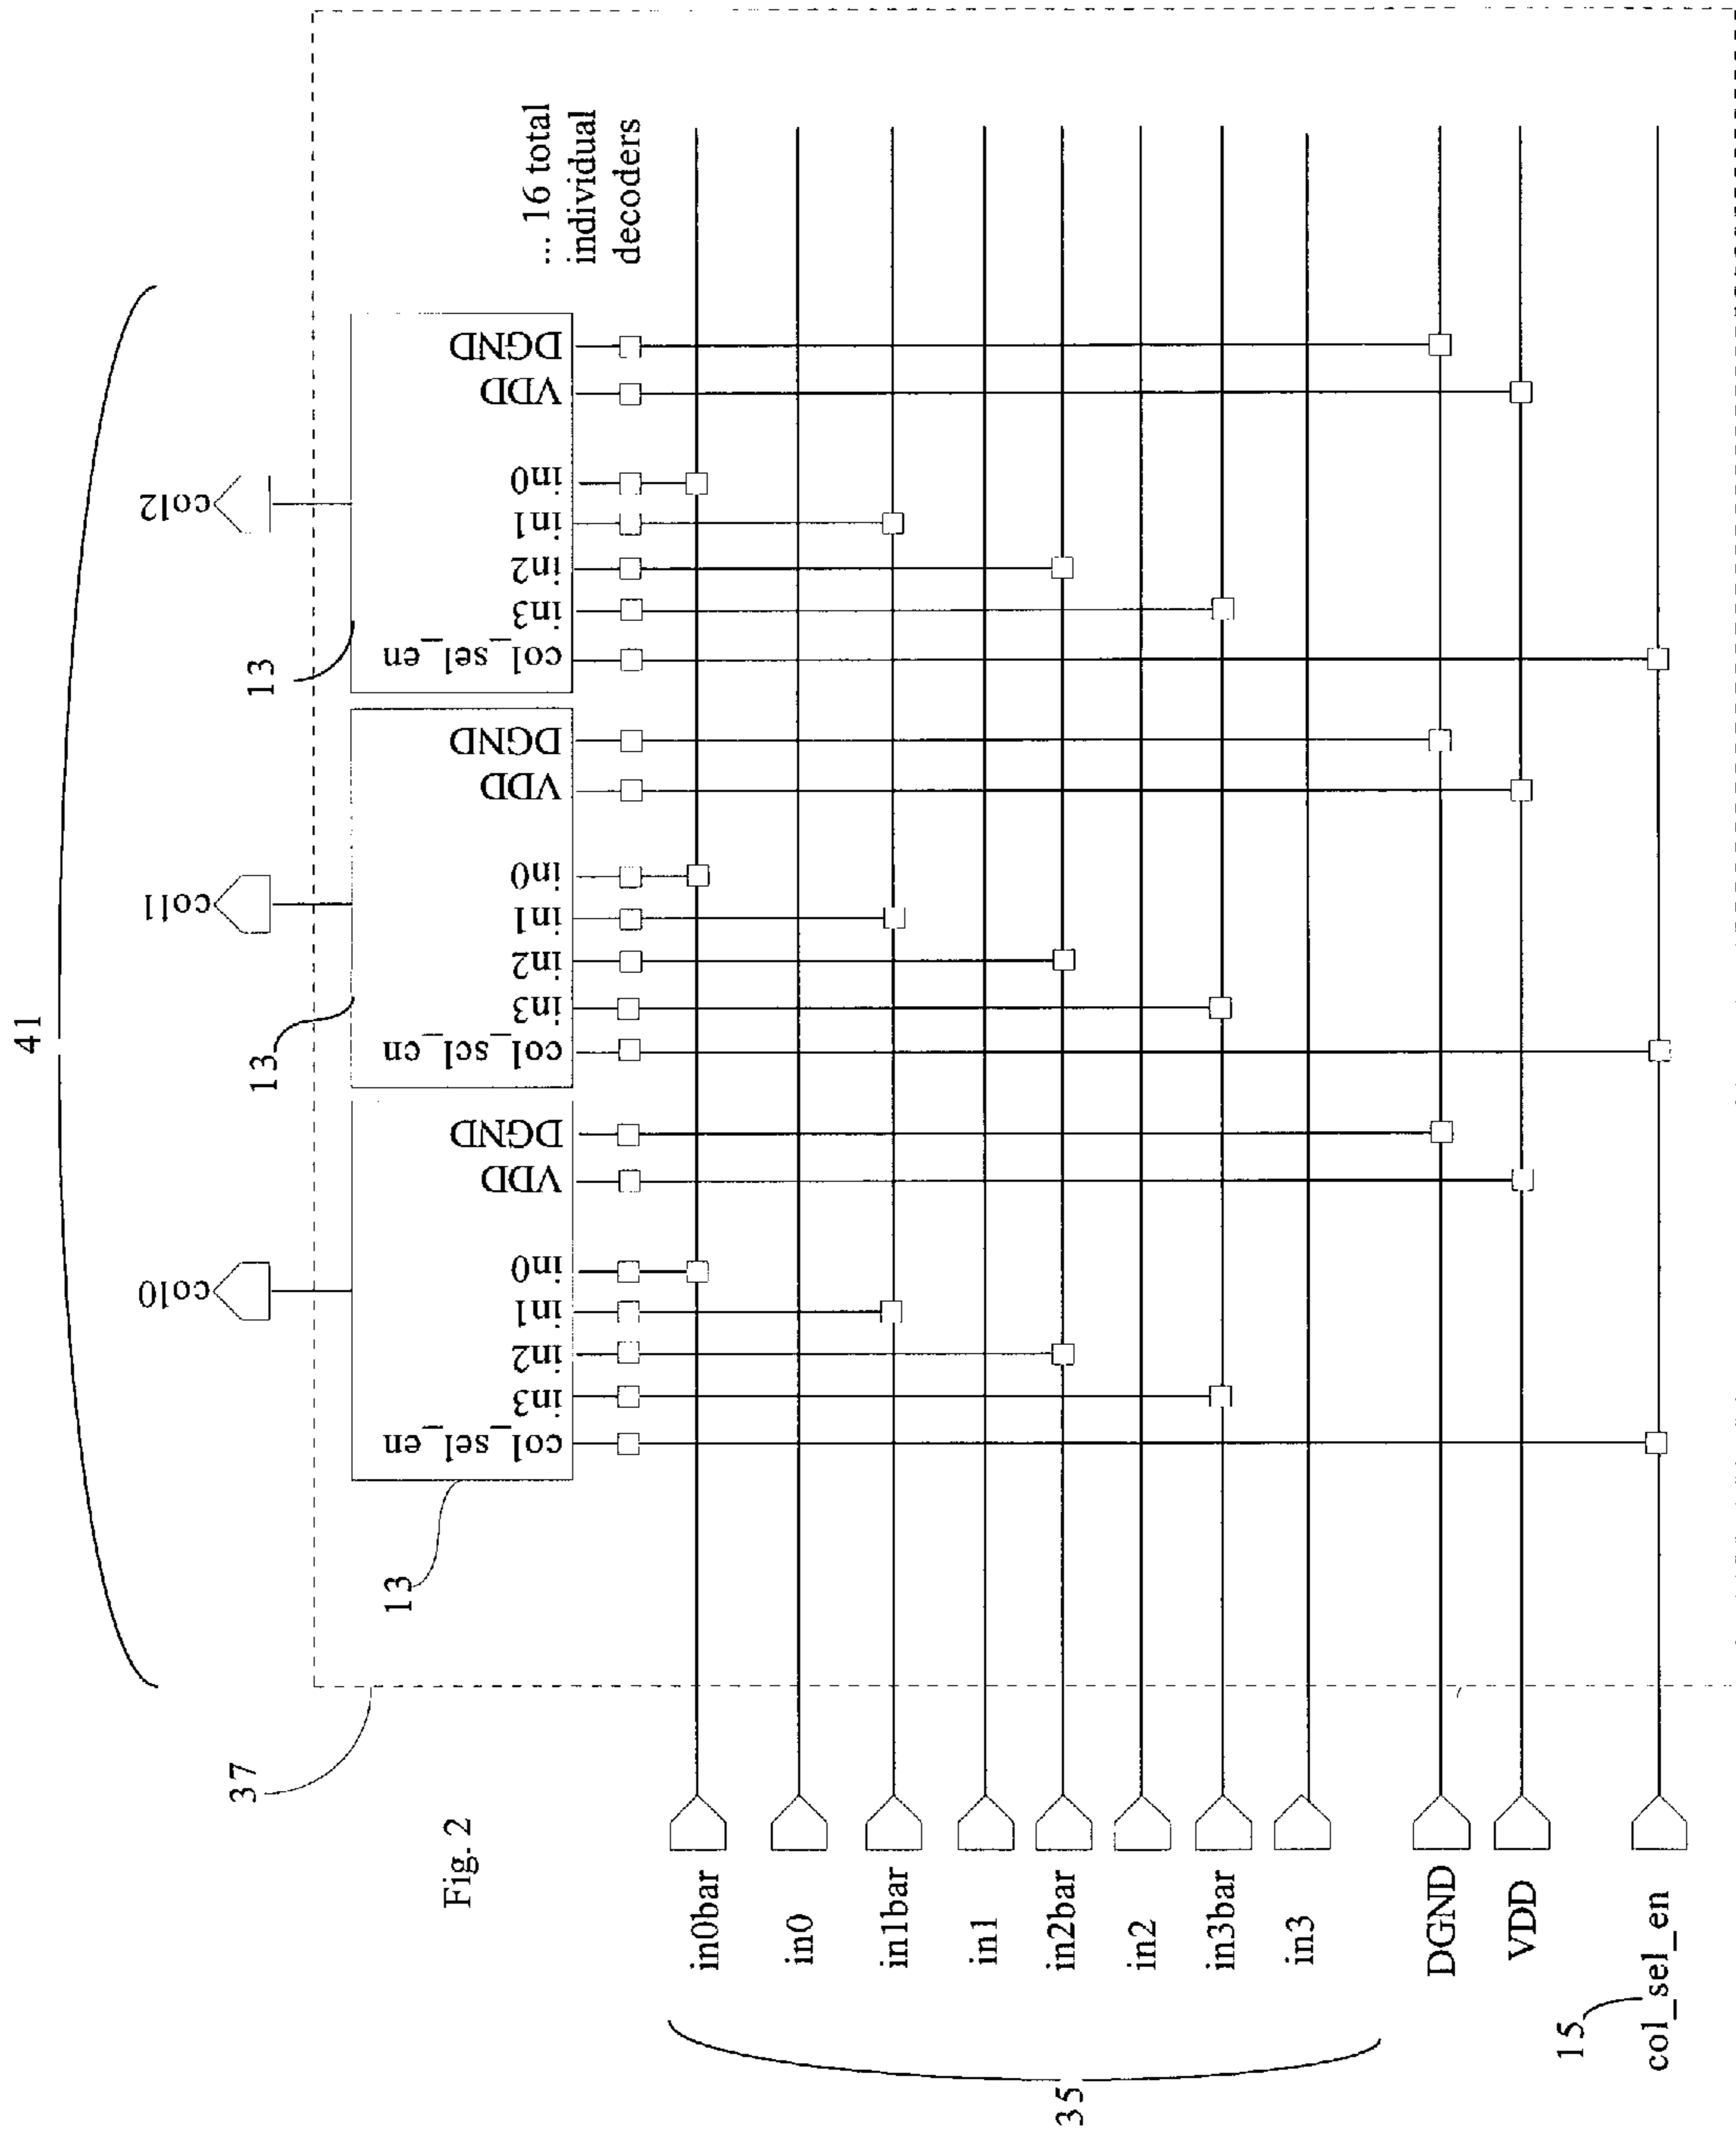 41
col0
col1
col2
37
13
13
13
col_sel_en
in3
in2
in1
in0
VDD
DGND
col_scl_en
in3
in2
in1
in0
VDD
DGND
col_sel_en
in3
in2
in1
in0
VDD
DGND
... 16 total
individual
decoders
Fig. 2
in0bar
in0
in1bar
in1
in2bar
in2
in3bar
in3
DGND
VDD
col_sel_en
35
15